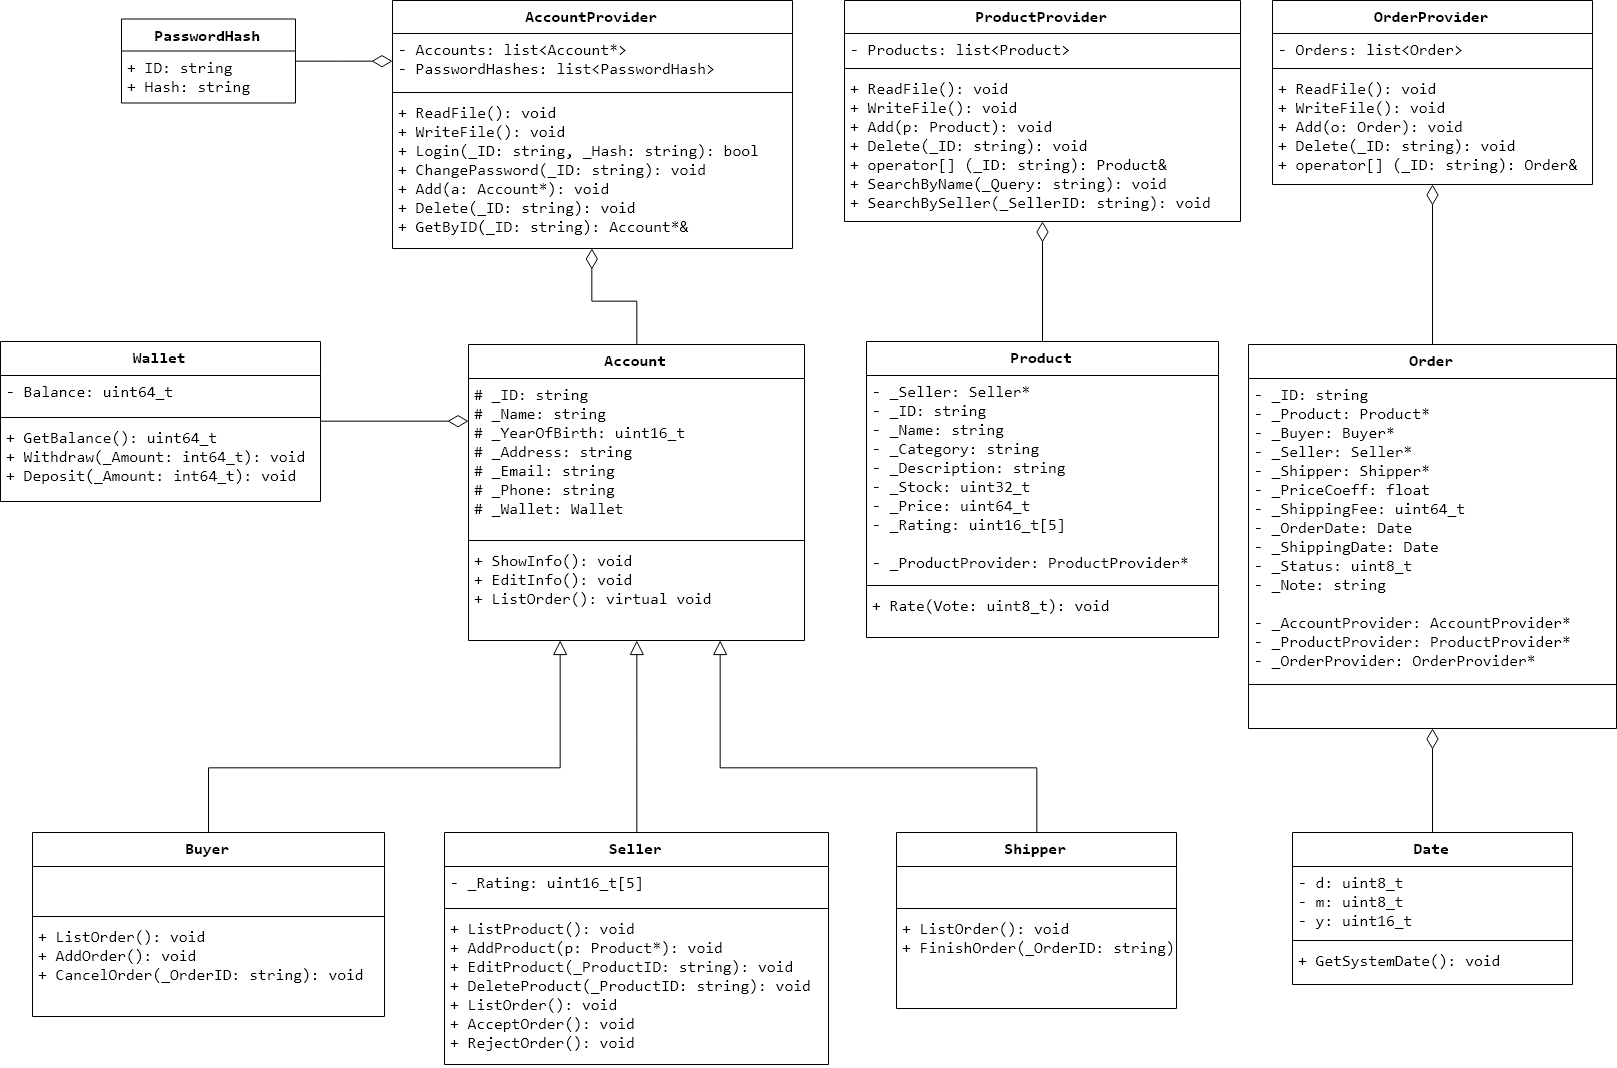 PasswordHash
+ ID: string
+ Hash: string
AccountProvider
- Accounts: list<Account*>
- PasswordHashes: list<PasswordHash>
+ ReadFile(): void
+ WriteFile(): void
+ Login(_ID: string, _Hash: string): bool
+ ChangePassword(_ID: string): void
+ Add(a: Account*): void
+ Delete(_ID: string): void
+ GetByID(_ID: string): Account*&
ProductProvider
- Products: list<Product>
+ ReadFile(): void
+ WriteFile(): void
+ Add(p: Product): void
+ Delete(_ID: string): void
+ operator[] (_ID: string): Product&
+ SearchByName(_Query: string): void
+ SearchBySeller(_SellerID: string): void
OrderProvider
- Orders: list<Order>
+ ReadFile(): void
+ WriteFile(): void
+ Add(o: Order): void
+ Delete(_ID: string): void
+ operator[] (_ID: string): Order&
Wallet
- Balance: uint64_t
+ GetBalance(): uint64_t
+ Withdraw(_Amount: int64_t): void
+ Deposit(_Amount: int64_t): void
Account
# _ID: string
# _Name: string
# _YearOfBirth: uint16_t
# _Address: string
# _Email: string
# _Phone: string
# _Wallet: Wallet
+ ShowInfo(): void
+ EditInfo(): void
+ ListOrder(): virtual void
Product
- _Seller: Seller*
- _ID: string
- _Name: string
- _Category: string
- _Description: string
- _Stock: uint32_t
- _Price: uint64_t
- _Rating: uint16_t[5]
- _ProductProvider: ProductProvider*
+ Rate(Vote: uint8_t): void
Order
- _ID: string
- _Product: Product*
- _Buyer: Buyer*
- _Seller: Seller*
- _Shipper: Shipper*
- _PriceCoeff: float
- _ShippingFee: uint64_t
- _OrderDate: Date
- _ShippingDate: Date
- _Status: uint8_t
- _Note: string
- _AccountProvider: AccountProvider*
- _ProductProvider: ProductProvider*
- _OrderProvider: OrderProvider*
Buyer
+ ListOrder(): void
+ AddOrder(): void
+ CancelOrder(_OrderID: string): void
Seller
- _Rating: uint16_t[5]
+ ListProduct(): void
+ AddProduct(p: Product*): void
+ EditProduct(_ProductID: string): void
+ DeleteProduct(_ProductID: string): void
+ ListOrder(): void
+ AcceptOrder(): void
+ RejectOrder(): void
Shipper
+ ListOrder(): void
+ FinishOrder(_OrderID: string)
Date
- d: uint8_t
- m: uint8_t
- y: uint16_t
+ GetSystemDate(): void